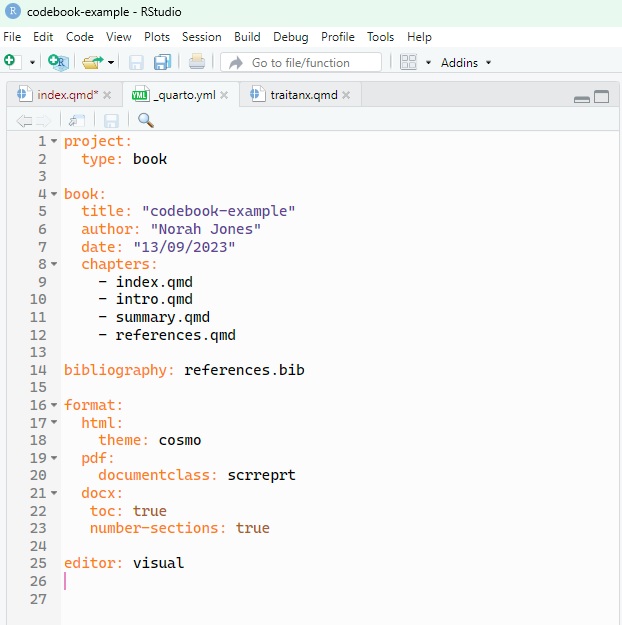 codebook-example - RStudio
File Edit Code View Plots Session Build Debug Profile Tools Help
Go to file/function Addins
index.qmd* _quarto.yml traitanx.qmd
1 project:
2   type: book
3
4 book:
5   title: "codebook-example"
6   author: "Norah Jones"
7   date: "13/09/2023"
8   chapters:
9     - index.qmd
10     - intro.qmd
11     - summary.qmd
12     - references.qmd
13
14 bibliography: references.bib
15
16 format:
17   html:
18     theme: cosmo
19   pdf:
20     documentclass: scrreprt
21   docx:
22    toc: true
23    number-sections: true
24
25 editor: visual
26
27